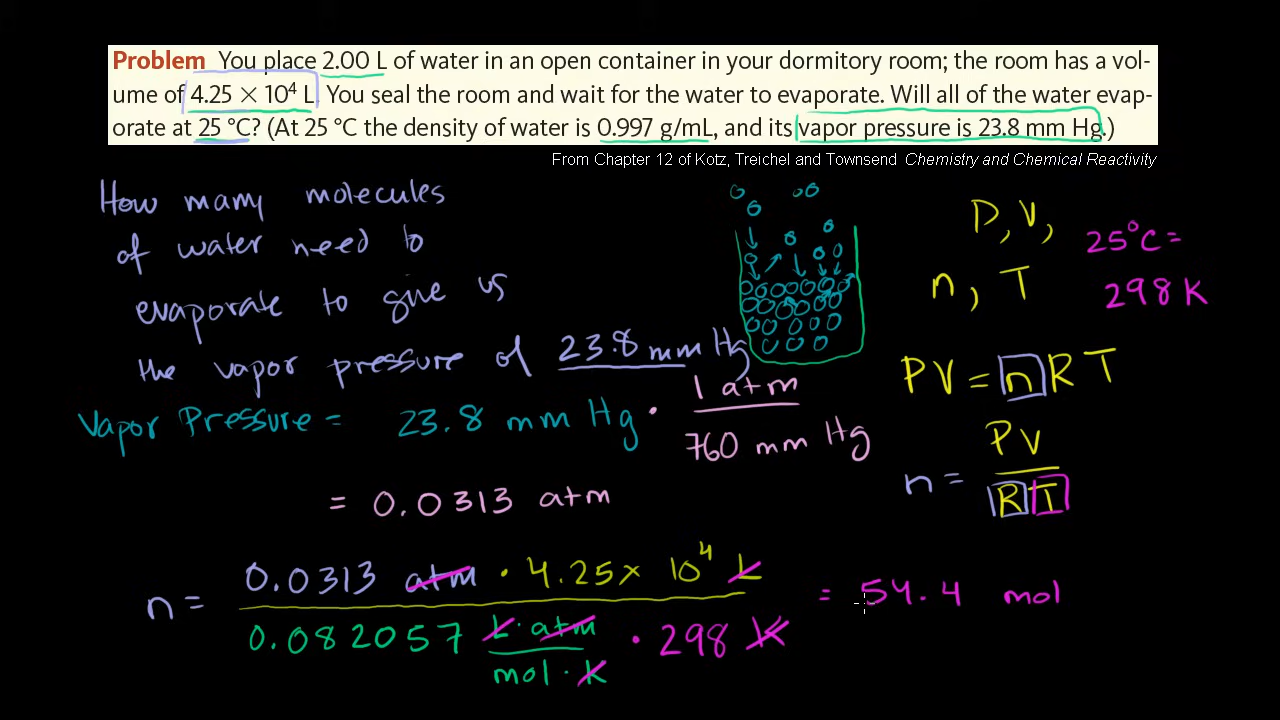 Problem You place 2.00 L of water in an open container in your dormitory room; the room has a vol-
ume of 4.25 × 10⁴ L. You seal the room and wait for the water to evaporate. Will all of the water evap-
orate at 25 °C? (At 25 °C the density of water is 0.997 g/mL, and its vapor pressure is 23.8 mm Hg.)
From Chapter 12 of Kotz, Treichel and Townsend Chemistry and Chemical Reactivity
How many molecules
of water need to
evaporate to give us
the vapor pressure of 23.8 mm Hg
Vapor Pressure = 23.8 mm Hg · 1 atm
760 mm Hg
= 0.0313 atm
P, V,
n, T
25°C =
298 K
PV = nRT
n = PV
RT
n = 0.0313 atm · 4.25 × 10⁴ L
0.082057 L · atm
mol · K
· 298 K
= 54.4 mol